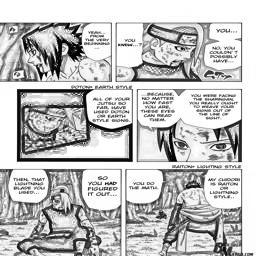 YEAH...
FROM
THE VERY
BEGINNING
YOU
KNEW...?
YOU...
NO, YOU
COULDN'T
POSSIBLY
HAVE...
DOTON: EARTH STYLE
ALL OF YOUR
JUTSU SO
FAR, HAVE
USED DOTON
OR EARTH
STYLE SIGNS.
...BECAUSE,
NO MATTER
HOW FAST
YOU ARE,
THESE EYES
CAN READ
THEM.
YOU WERE FACING
THE SHARINGAN,
YOU REALLY OUGHT
TO WEAVE YOUR
SIGNS OUT OF
THE LINE OF
SIGHT.
RAITON: LIGHTING STYLE
THEN, THAT
LIGHTNING
BLADE YOU
USED...
SO
YOU HAD
FIGURED
IT OUT...
YOU DO
THE MATH.
MY CHIDORI
IS RAITON
OR
LIGHTNING
STYLE...